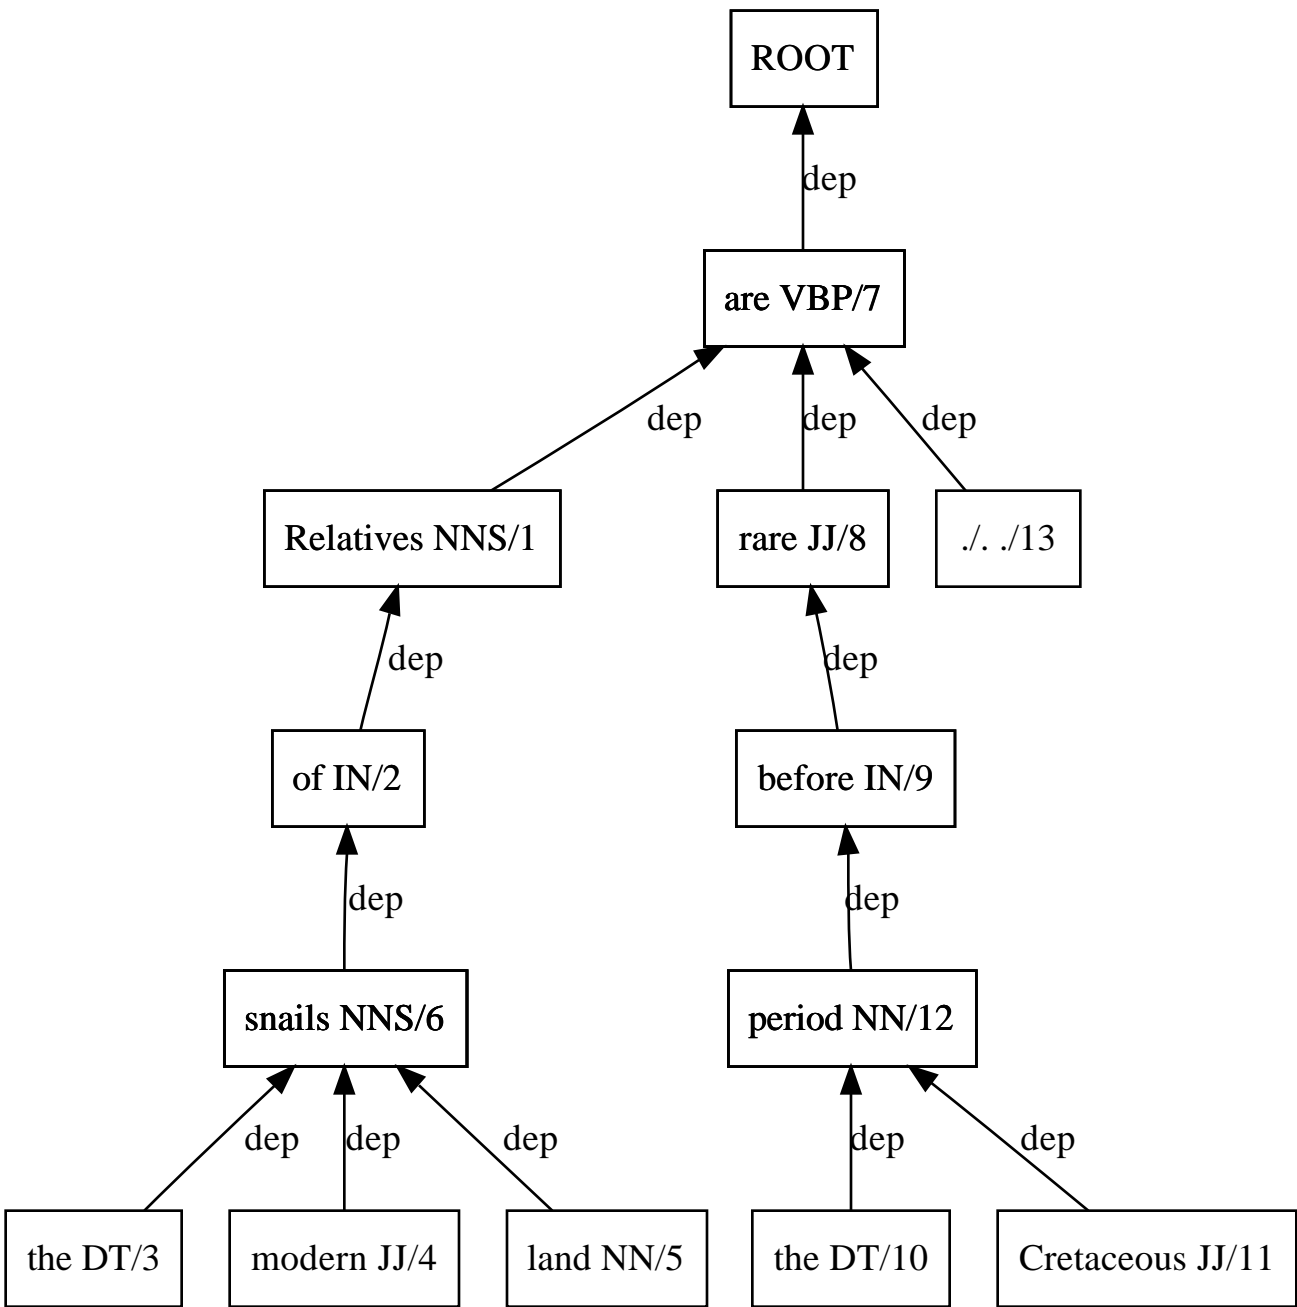 ROOT
dep
are VBP/7
dep dep dep
Relatives NNS/1 rare JJ/8 ./. ./13
dep dep
of IN/2 before IN/9
dep dep
snails NNS/6 period NN/12
dep dep dep dep dep
the DT/3 modern JJ/4 land NN/5 the DT/10 Cretaceous JJ/11